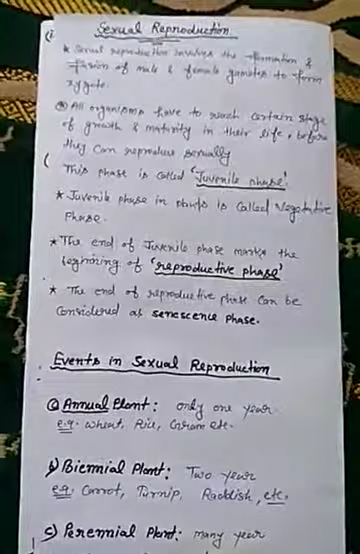 Sexual Reproduction
* Sexual reproduction involves the formation &
fusion of male & female gametes to form
zygote.
All organisms have to reach certain stage
of growth & maturity in their life, before
they can reproduce sexually
This phase is called 'Juvenile phase'.
* Juvenile phase in plants is called Vegetative
Phase.
* The end of Juvenile phase marks the
beginning of 'reproductive phase'
* The end of reproductive phase can be
considered as senescence phase.
Events in Sexual Reproduction
a) Annual Plant: only one year
e.g. wheat, Rice, Gram etc.
b) Biennial Plant: Two year
e.g. Carrot, Turnip, Raddish, etc.
c) Perennial Plant: many year